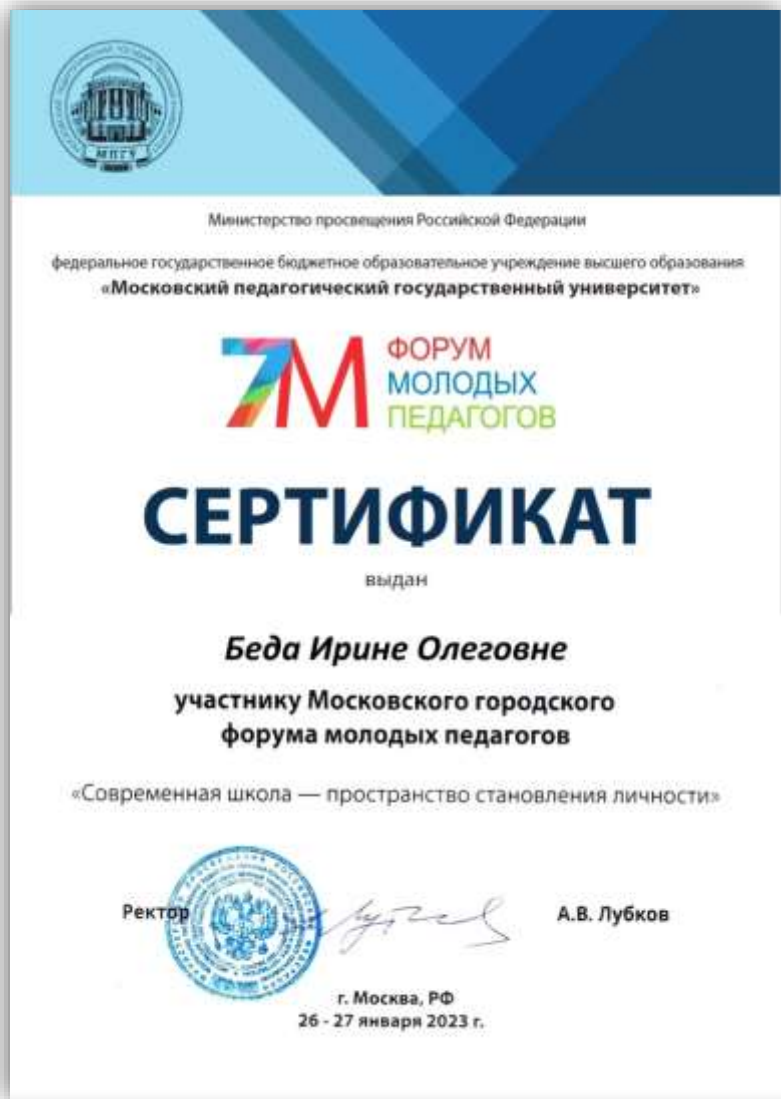 МПГУ
Министерство просвещения Российской Федерации
федеральное государственное бюджетное образовательное учреждение высшего образования
«Московский педагогический государственный университет»
7М ФОРУМ
МОЛОДЫХ
ПЕДАГОГОВ
СЕРТИФИКАТ
выдан
Беда Ирине Олеговне
участнику Московского городского
форума молодых педагогов
«Современная школа — пространство становления личности»
Ректор
А.В. Лубков
г. Москва, РФ
26 - 27 января 2023 г.